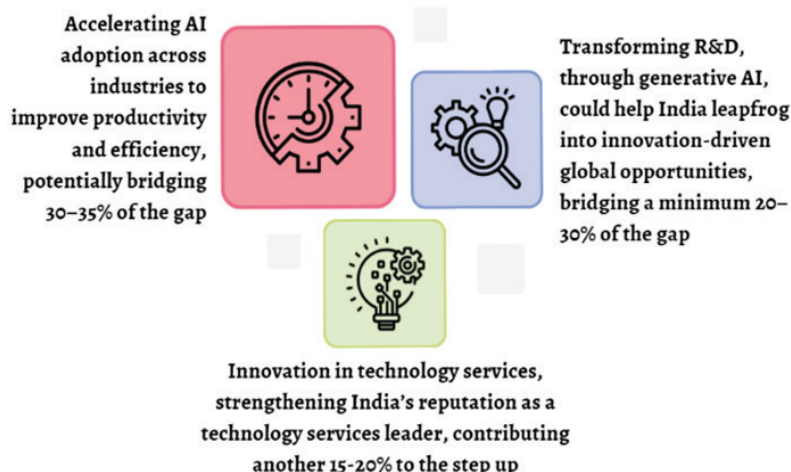 Accelerating AI
adoption across
industries to
improve productivity
and efficiency,
potentially bridging
30–35% of the gap
Transforming R&D,
through generative AI,
could help India leapfrog
into innovation-driven
global opportunities,
bridging a minimum 20–
30% of the gap
Innovation in technology services,
strengthening India’s reputation as a
technology services leader, contributing
another 15-20% to the step up